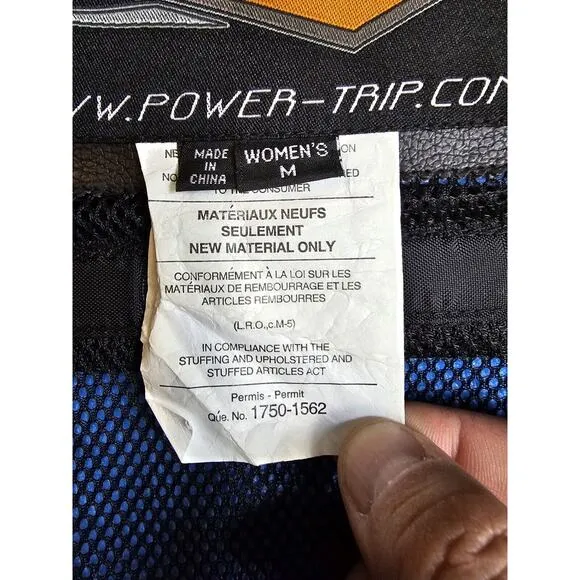 WWW.POWER-TRIP.COM
MADE IN CHINA
WOMEN'S M
TO THE CONSUMER
MATÉRIAUX NEUFS
SEULEMENT
NEW MATERIAL ONLY
CONFORMÉMENT À LA LOI SUR LES
MATÉRIAUX DE REMBOURRAGE ET LES
ARTICLES REMBOURRES
(L.R.O.,c.M-5)
IN COMPLIANCE WITH THE
STUFFING AND UPHOLSTERED AND
STUFFED ARTICLES ACT
Permis - Permit
Qúe. No. 1750-1562